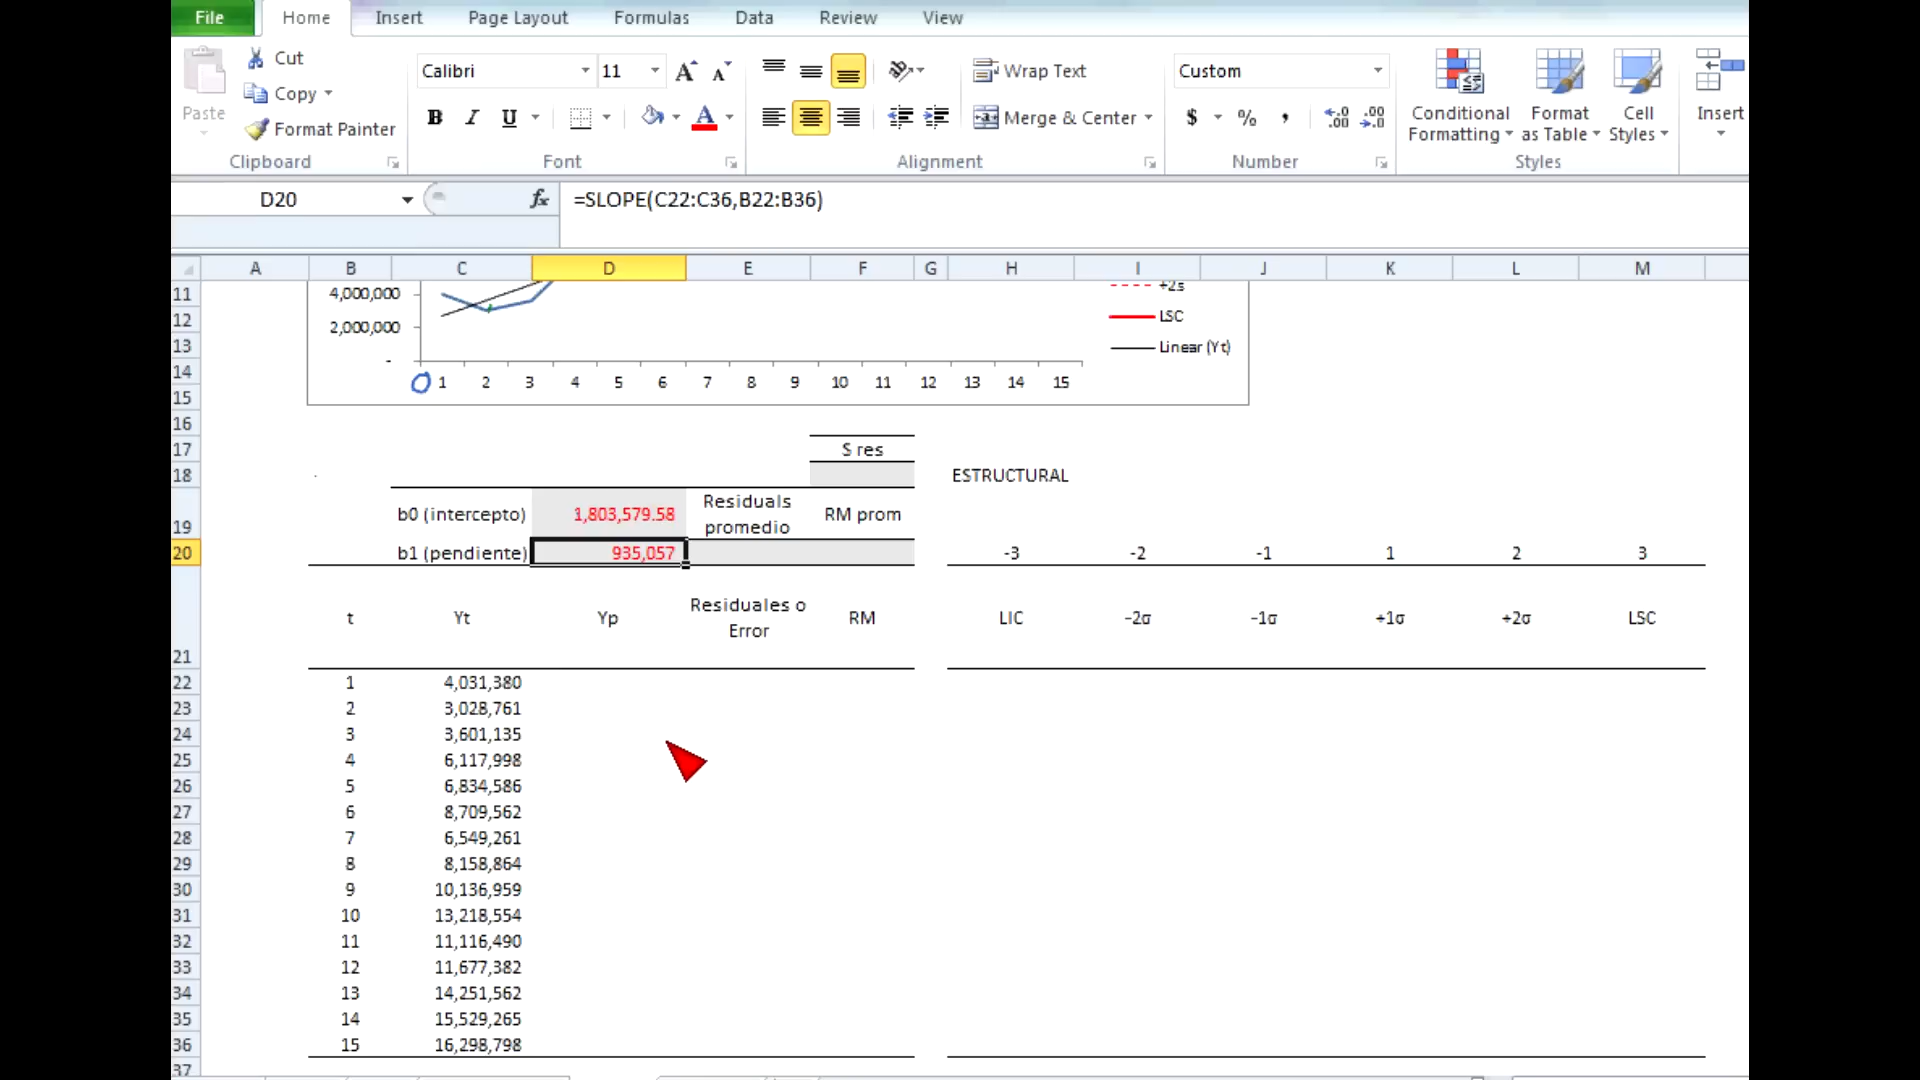 File Home Insert Page Layout Formulas Data Review View
Cut
Copy
Format Painter
Paste
Clipboard
Calibri 11
B I U
Font
Wrap Text
Merge & Center
Alignment
Custom
$ % ,
Number
Conditional Formatting
Format as Table
Cell Styles
Styles
Insert
D20 fx =SLOPE(C22:C36,B22:B36)
A B C D E F G H I J K L M
11 4,000,000 +2s
12 2,000,000 LSC
13 - Linear (Yt)
14 0 1 2 3 4 5 6 7 8 9 10 11 12 13 14 15
15
16
17 S res
18 ESTRUCTURAL
19 b0 (intercepto) 1,803,579.58 Residuals promedio RM prom
20 b1 (pendiente) 935,057 -3 -2 -1 1 2 3
21 t Yt Yp Residuales o Error RM LIC -2σ -1σ +1σ +2σ LSC
22 1 4,031,380
23 2 3,028,761
24 3 3,601,135
25 4 6,117,998
26 5 6,834,586
27 6 8,709,562
28 7 6,549,261
29 8 8,158,864
30 9 10,136,959
31 10 13,218,554
32 11 11,116,490
33 12 11,677,382
34 13 14,251,562
35 14 15,529,265
36 15 16,298,798
37